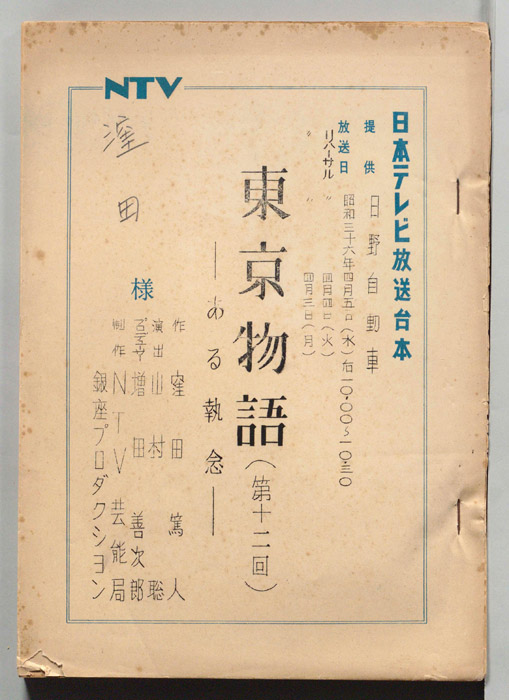 NTV
日本テレビ放送台本
提供 日野自動車
放送日 昭和三十六年四月五日(水)后一〇.〇〇~一〇.三〇
リハーサル 〃 四月四日(火)
〃 〃 四月三日(月)
東京物語(第十二回)
―ある執念―
作 窪田篤人
演出 山村聡
プロデューサー 増田善次郎
制作 NTV芸能局
銀座プロダクション
窪田 様